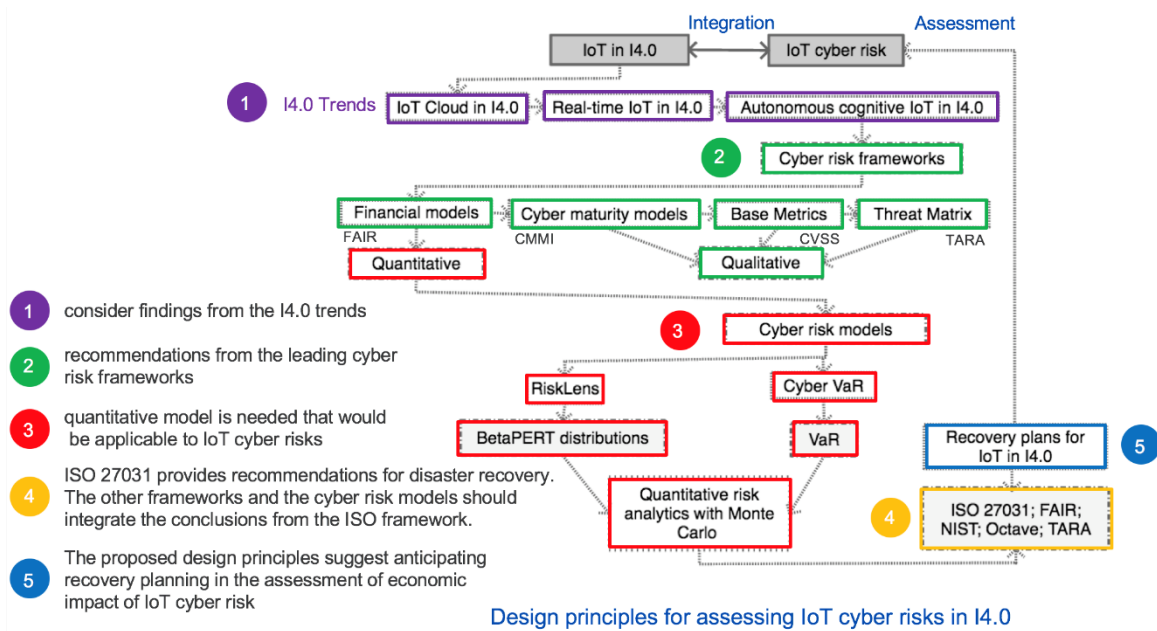 Integration
Assessment
IoT in I4.0
IoT cyber risk
1
I4.0 Trends
IoT Cloud in I4.0
Real-time IoT in I4.0
Autonomous cognitive IoT in I4.0
2
Cyber risk frameworks
Financial models
Cyber maturity models
Base Metrics
Threat Matrix
FAIR
CMMI
CVSS
TARA
Quantitative
Qualitative
1
consider findings from the I4.0 trends
3
Cyber risk models
2
recommendations from the leading cyber
risk frameworks
RiskLens
Cyber VaR
3
quantitative model is needed that would
be applicable to IoT cyber risks
BetaPERT distributions
VaR
Recovery plans for
IoT in I4.0
5
4
ISO 27031 provides recommendations for disaster recovery.
The other frameworks and the cyber risk models should
integrate the conclusions from the ISO framework.
Quantitative risk
analytics with Monte
Carlo
4
ISO 27031; FAIR;
NIST; Octave; TARA
5
The proposed design principles suggest anticipating
recovery planning in the assessment of economic
impact of IoT cyber risk
Design principles for assessing IoT cyber risks in I4.0